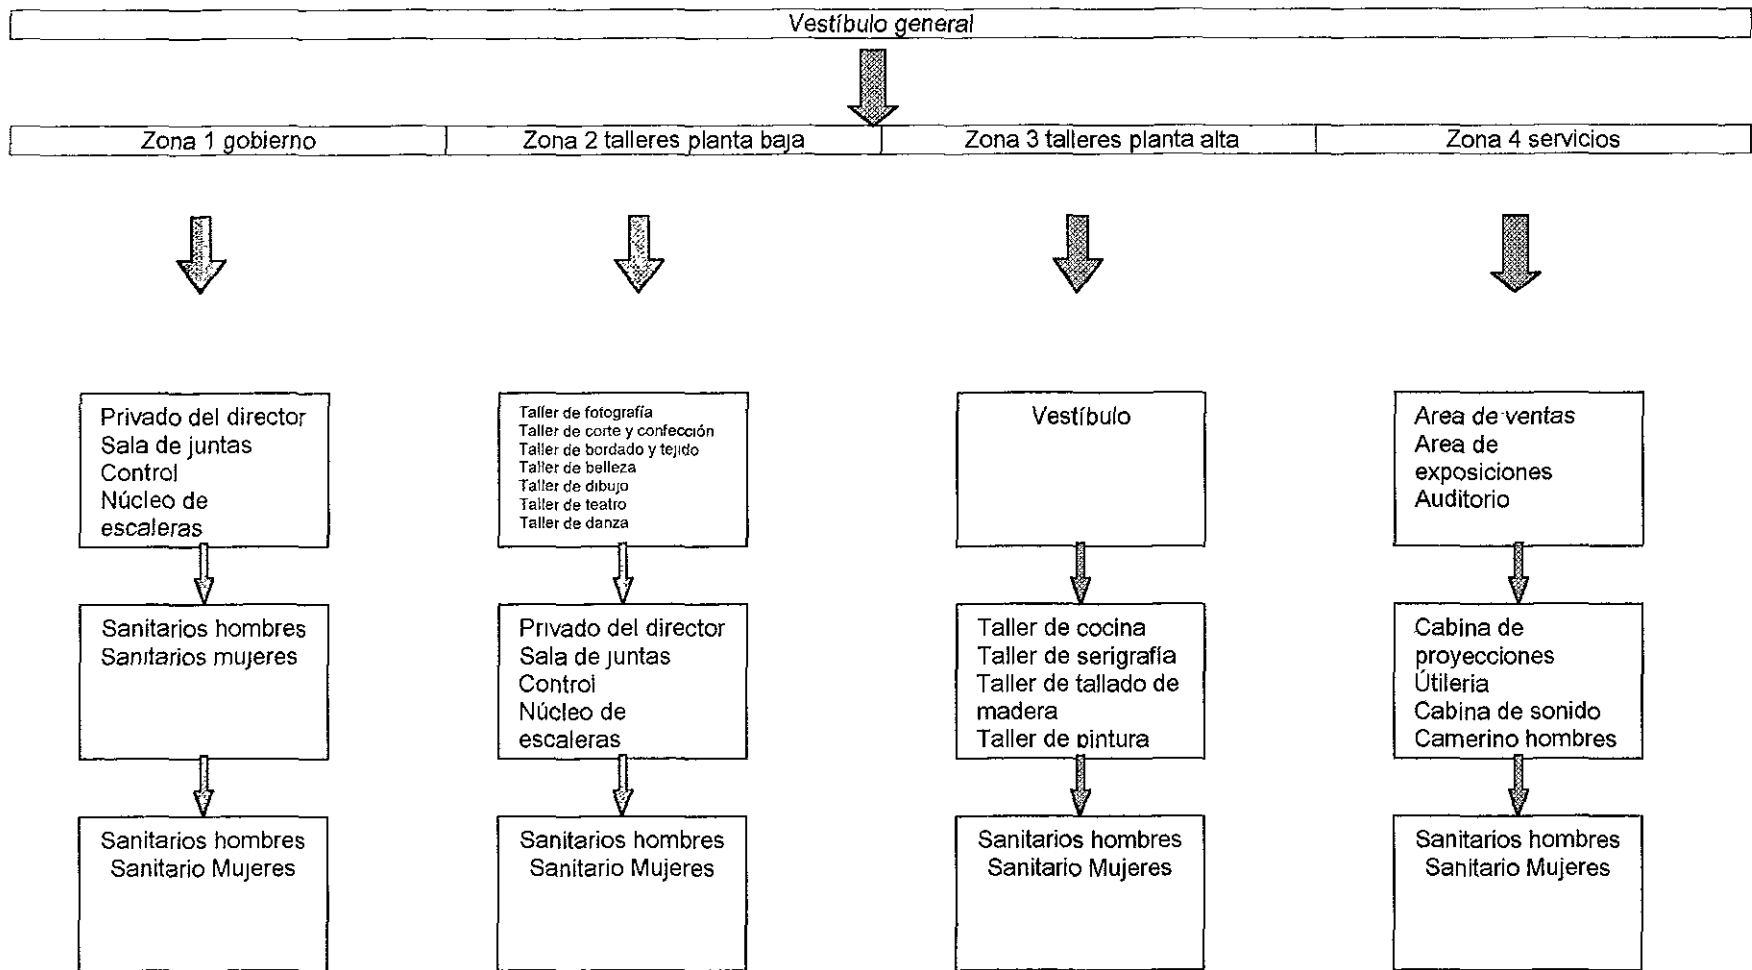 Vestíbulo general
Zona 1 gobierno
Zona 2 talleres planta baja
Zona 3 talleres planta alta
Zona 4 servicios
Privado del director
Sala de juntas
Control
Núcleo de
escaleras
Taller de fotografía
Taller de corte y confección
Taller de bordado y tejido
Taller de belleza
Taller de dibujo
Taller de teatro
Taller de danza
Vestíbulo
Area de ventas
Area de
exposiciones
Auditorio
Sanitarios hombres
Sanitarios mujeres
Privado del director
Sala de juntas
Control
Núcleo de
escaleras
Taller de cocina
Taller de serigrafía
Taller de tallado de
madera
Taller de pintura
Cabina de
proyecciones
Útileria
Cabina de sonido
Camerino hombres
Sanitarios hombres
Sanitario Mujeres
Sanitarios hombres
Sanitario Mujeres
Sanitarios hombres
Sanitario Mujeres
Sanitarios hombres
Sanitario Mujeres